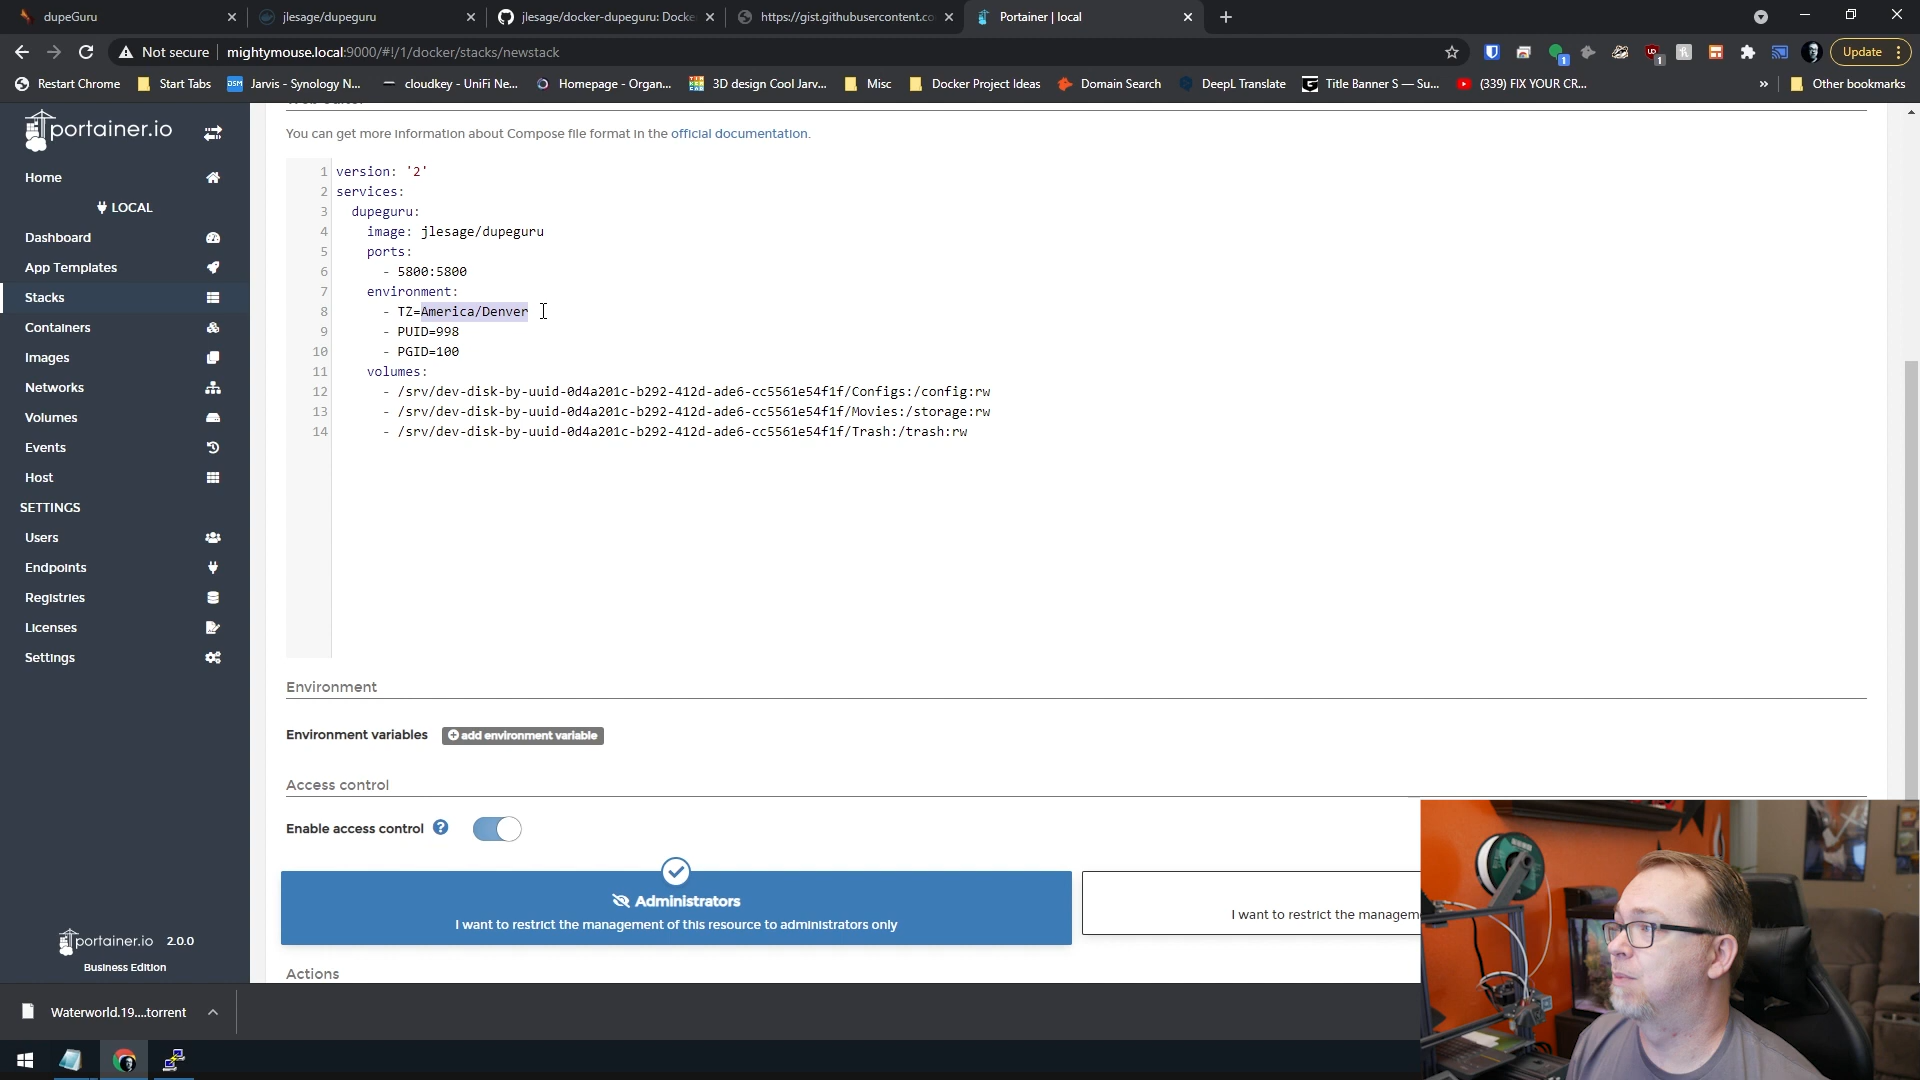 dupeGuru
jlesage/dupeguru
jlesage/docker-dupeguru: Docke
https://gist.githubusercontent.co
Portainer | local
Not secure
mightymouse.local:9000/#!/1/docker/stacks/newstack
Update
Restart Chrome
Start Tabs
Jarvis - Synology N...
cloudkey - UniFi Ne...
Homepage - Organ...
3D design Cool Jarv...
Misc
Docker Project Ideas
Domain Search
DeepL Translate
Title Banner S — Su...
(339) FIX YOUR CR...
»
Other bookmarks
portainer.io
Home
LOCAL
Dashboard
App Templates
Stacks
Containers
Images
Networks
Volumes
Events
Host
SETTINGS
Users
Endpoints
Registries
Licenses
Settings
portainer.io 2.0.0
Business Edition
You can get more information about Compose file format in the official documentation.
1 version: '2'
2 services:
3 dupeguru:
4 image: jlesage/dupeguru
5 ports:
6 - 5800:5800
7 environment:
8 - TZ=America/Denver
9 - PUID=998
10 - PGID=100
11 volumes:
12 - /srv/dev-disk-by-uuid-0d4a201c-b292-412d-ade6-cc5561e54f1f/Configs:/config:rw
13 - /srv/dev-disk-by-uuid-0d4a201c-b292-412d-ade6-cc5561e54f1f/Movies:/storage:rw
14 - /srv/dev-disk-by-uuid-0d4a201c-b292-412d-ade6-cc5561e54f1f/Trash:/trash:rw
Environment
Environment variables
add environment variable
Access control
Enable access control
Administrators
I want to restrict the management of this resource to administrators only
I want to restrict the managem
Actions
Waterworld.19....torrent